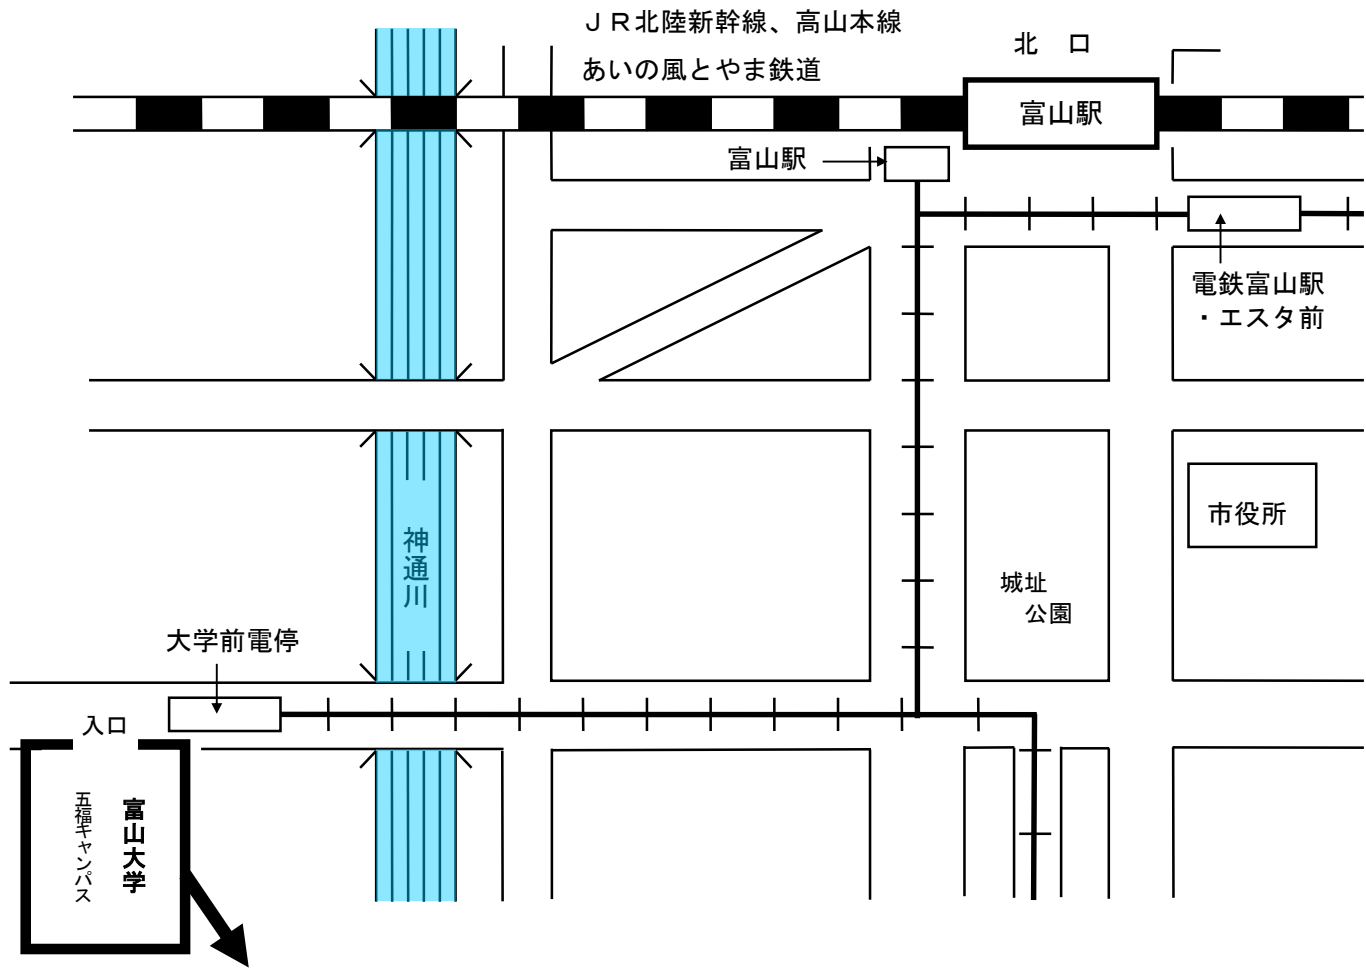 ＪＲ北陸新幹線、高山本線
あいの風とやま鉄道
北　口
富山駅
富山駅
電鉄富山駅
・エスタ前
市役所
神通川
城址
公園
大学前電停
入口
富山大学
五福キャンパス